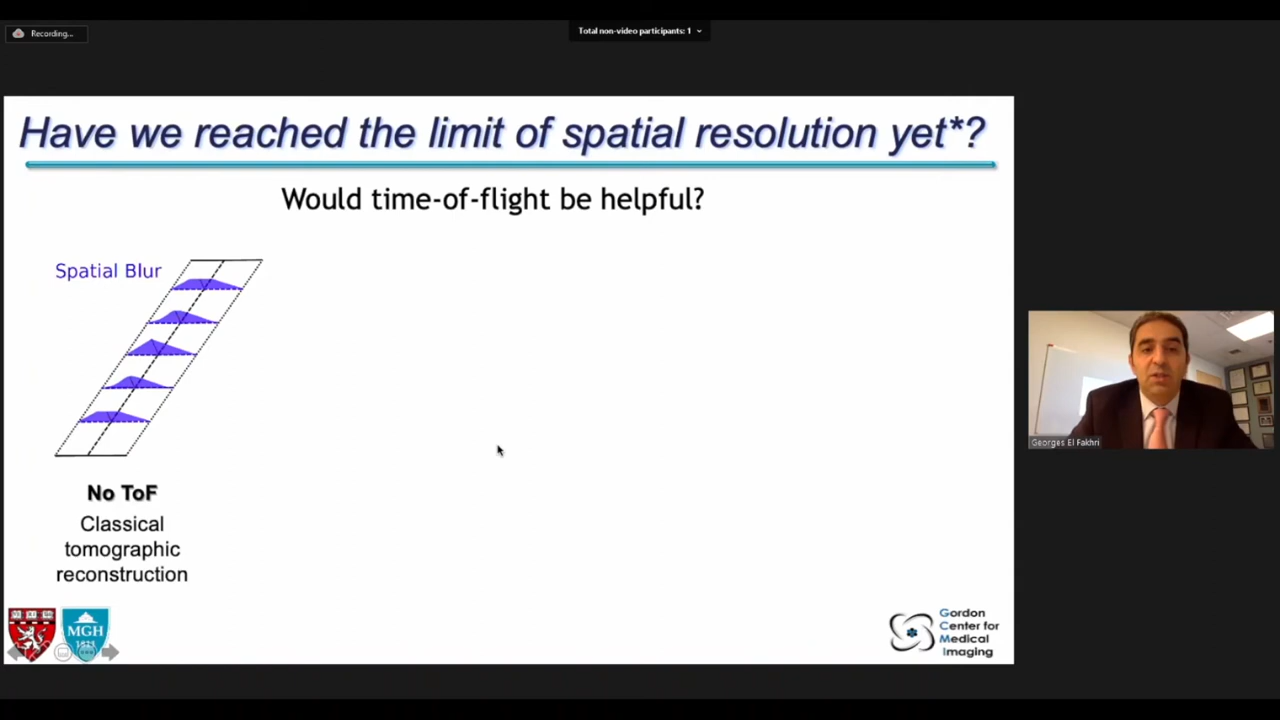 Recording...
Total non-video participants: 1
Have we reached the limit of spatial resolution yet*?
Would time-of-flight be helpful?
Spatial Blur
No ToF
Classical
tomographic
reconstruction
MGH
1811
Gordon
Center for
Medical
Imaging
Georges El Fakhri